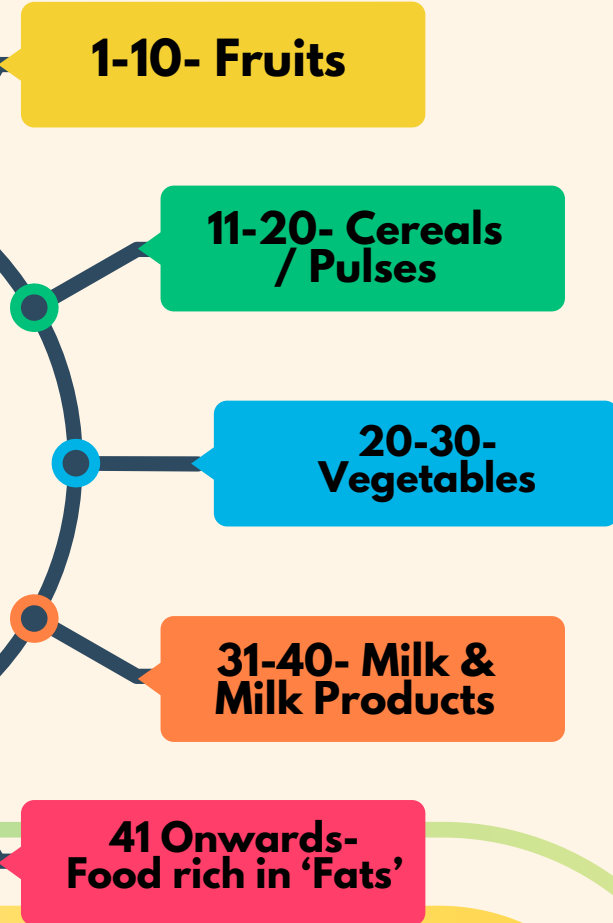 1-10- Fruits
11-20- Cereals
/ Pulses
20-30-
Vegetables
31-40- Milk &
Milk Products
41 Onwards-
Food rich in ‘Fats’